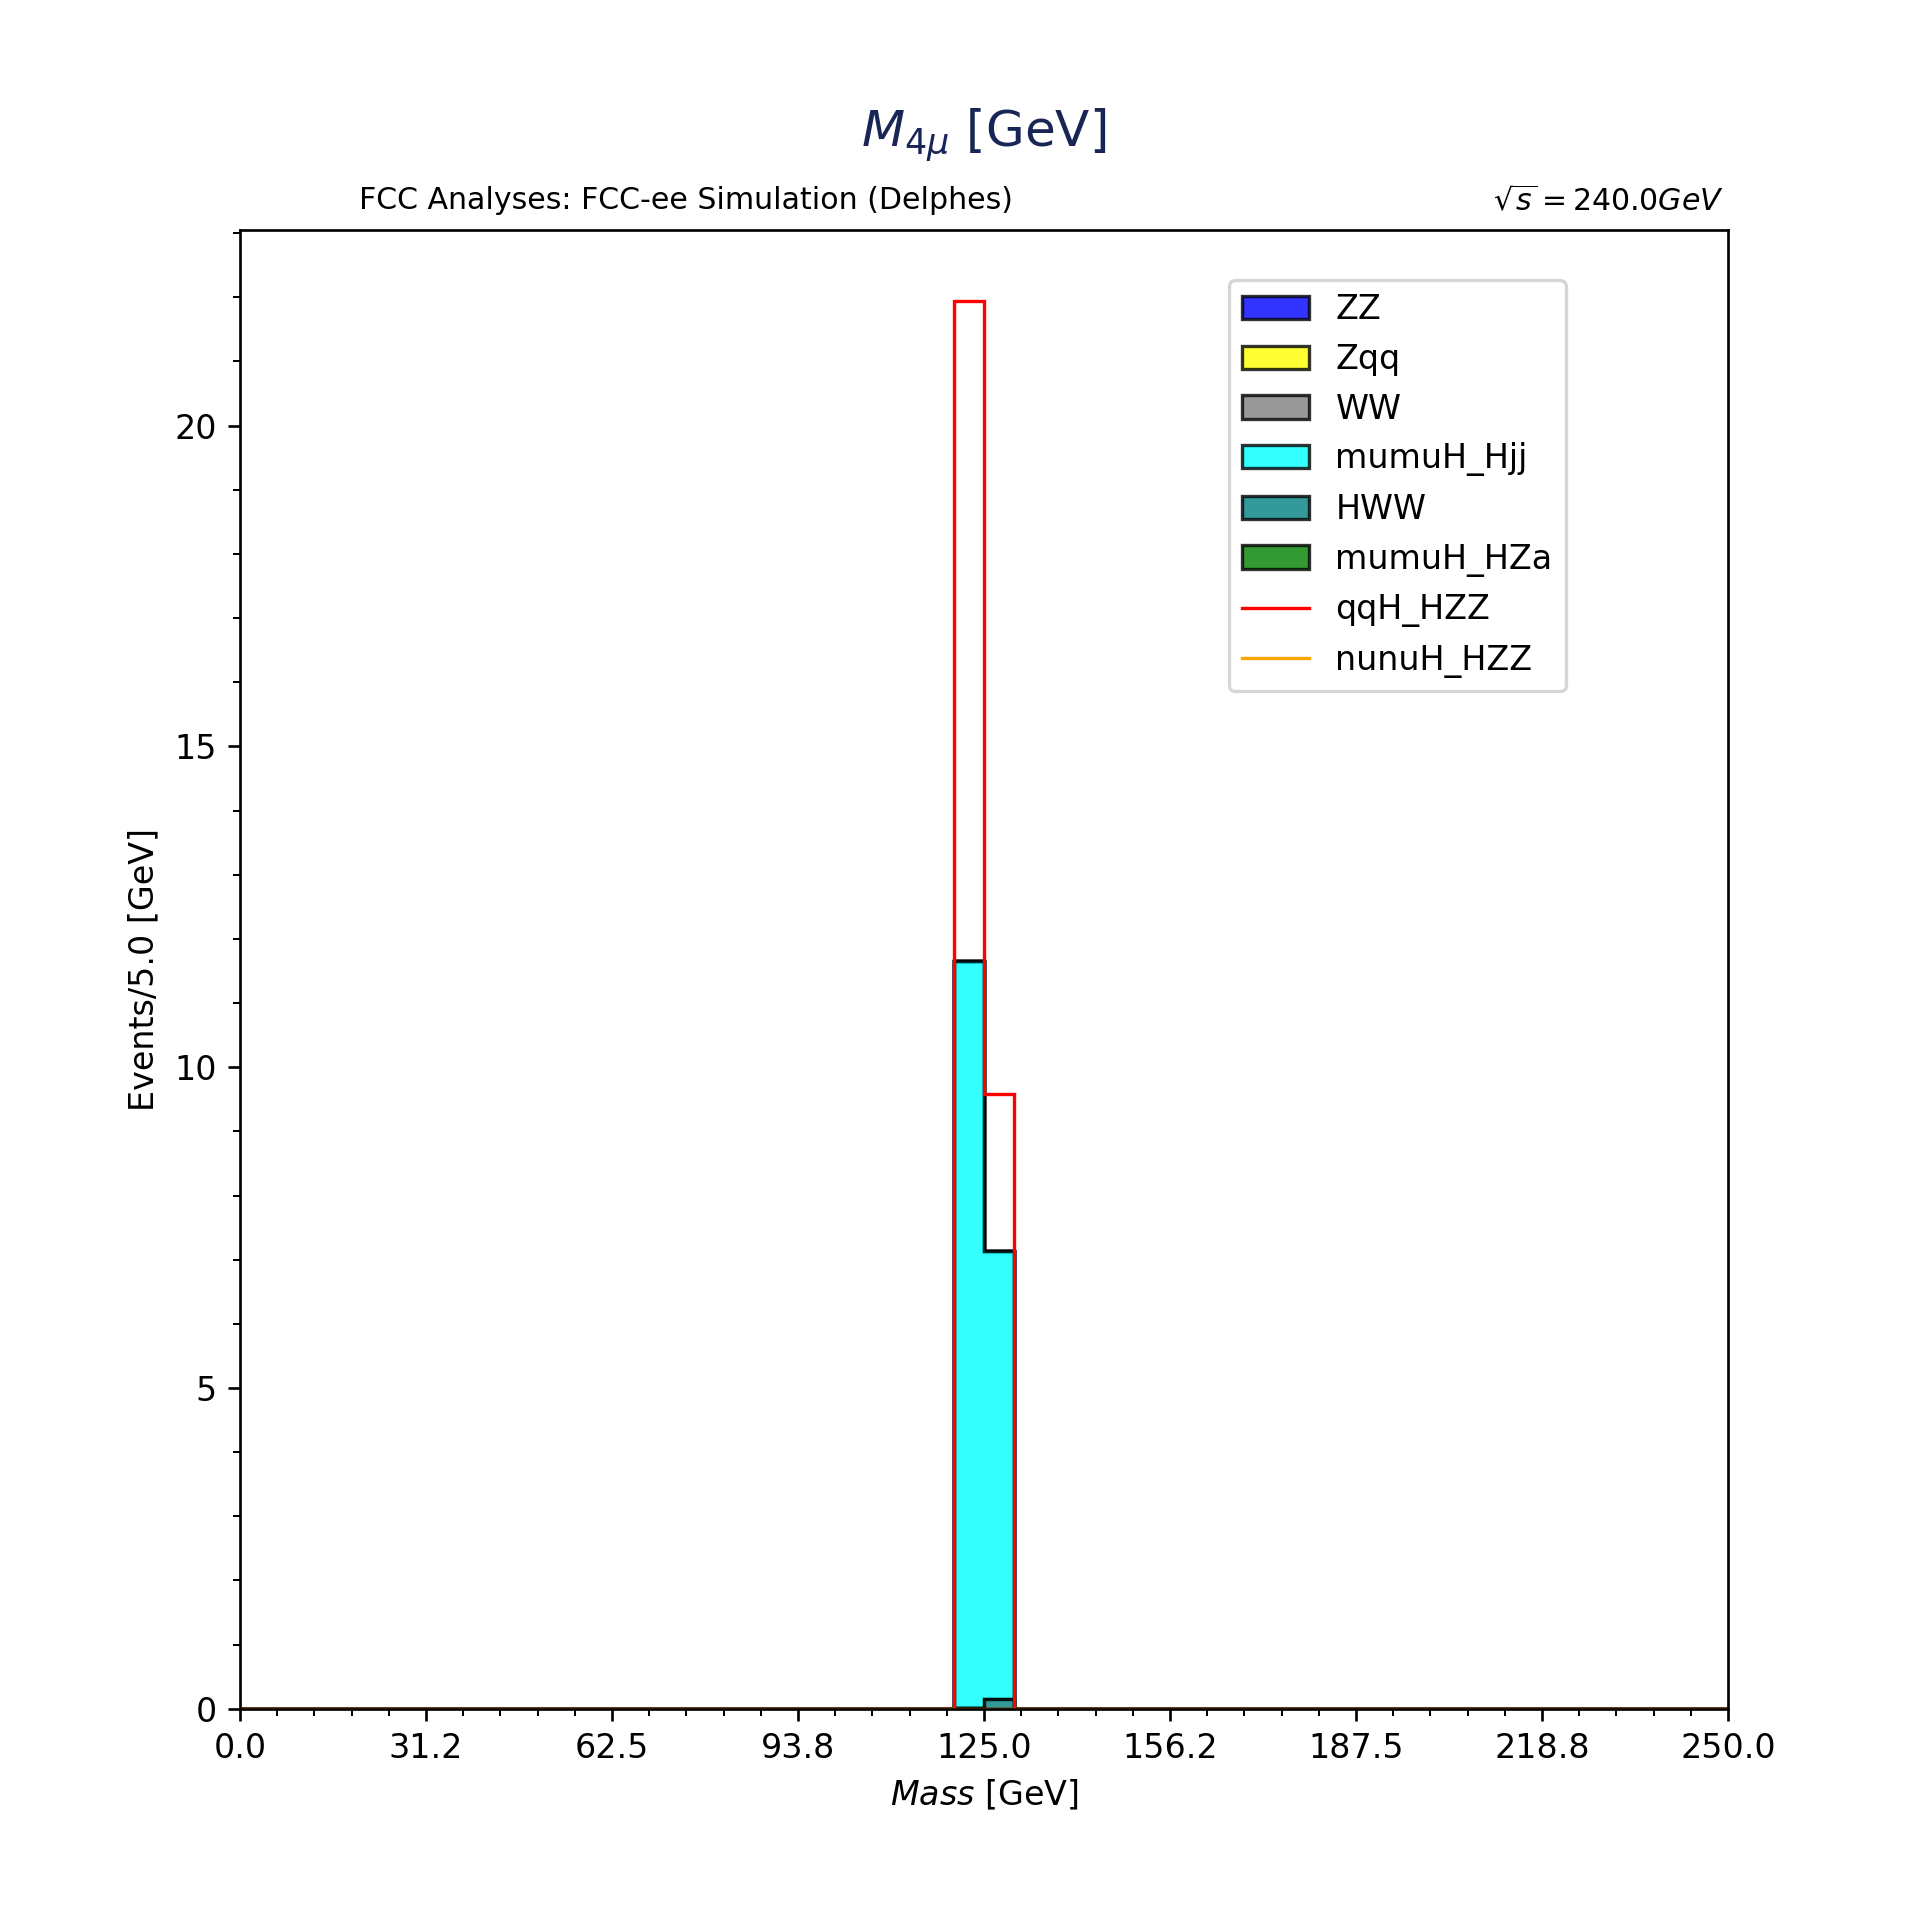 M4μ [GeV]
FCC Analyses: FCC-ee Simulation (Delphes)
√s = 240.0GeV
ZZ
Zqq
WW
mumuH_Hjj
HWW
mumuH_HZa
qqH_HZZ
nunuH_HZZ
20
15
10
5
0
Events/5.0 [GeV]
0.0 31.2 62.5 93.8 125.0 156.2 187.5 218.8 250.0
Mass [GeV]